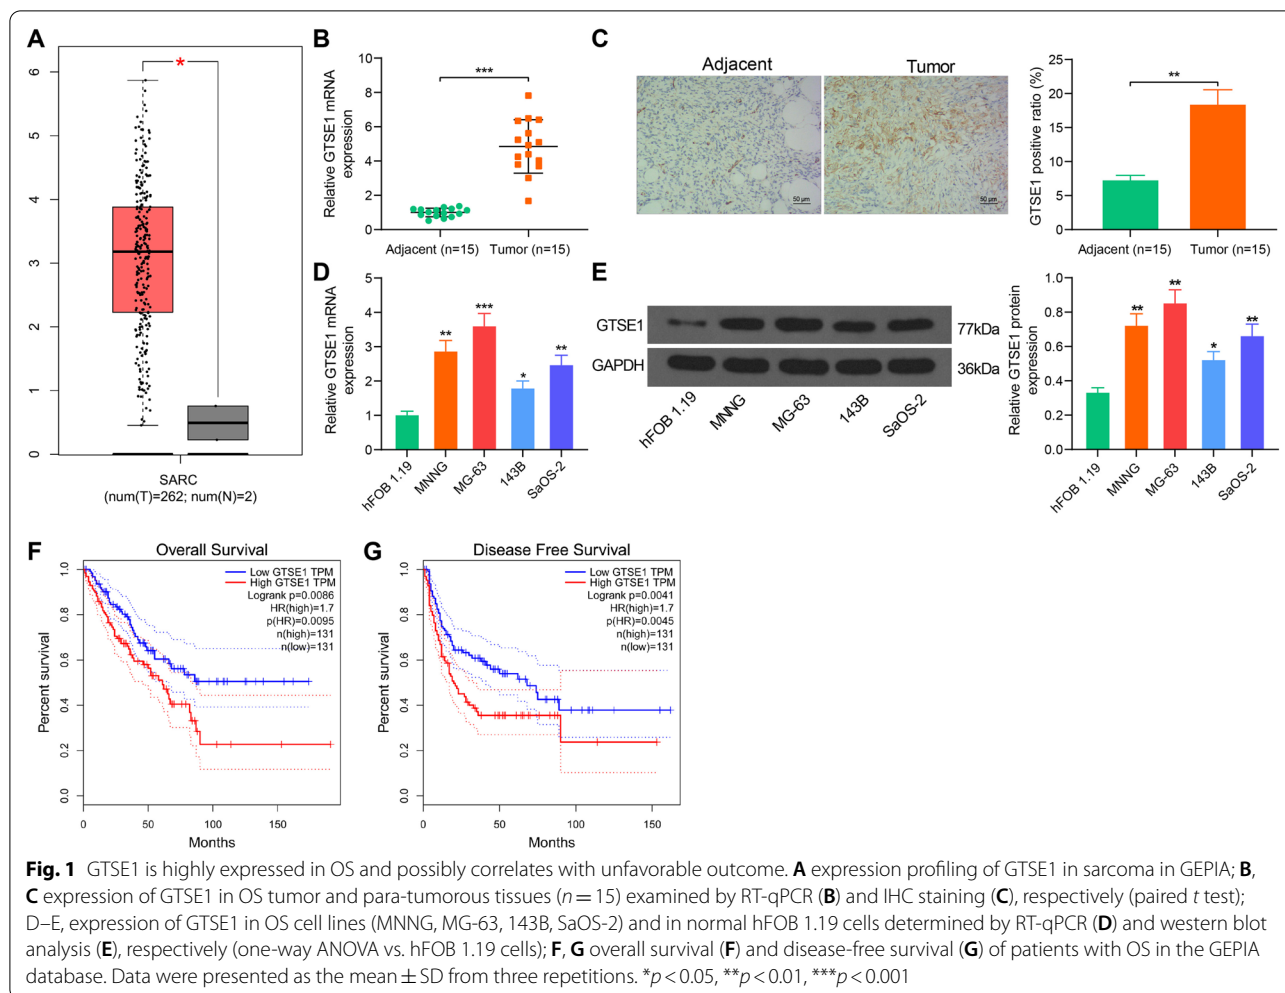 A
*
6
5
4
3
2
1
0
SARC
(num(T)=262; num(N)=2)
B
Relative GTSE1 mRNA
expression
10
8
6
4
2
0
***
Adjacent (n=15)
Tumor (n=15)
C
Adjacent
Tumor
50 µm
50 µm
GTSE1 positive ratio (%)
25
20
15
10
5
0
**
Adjacent (n=15)
Tumor (n=15)
D
Relative GTSE1 mRNA
expression
5
4
3
2
1
0
**
***
*
**
hFOB 1.19
MNNG
MG-63
143B
SaOS-2
E
GTSE1
77kDa
GAPDH
36kDa
hFOB 1.19
MNNG
MG-63
143B
SaOS-2
Relative GTSE1 protein
expression
1.0
0.8
0.6
0.4
0.2
0.0
**
**
*
**
hFOB 1.19
MNNG
MG-63
143B
SaOS-2
F
Overall Survival
Low GTSE1 TPM
High GTSE1 TPM
Logrank p=0.0086
HR(high)=1.7
p(HR)=0.0095
n(high)=131
n(low)=131
Percent survival
1.0
0.8
0.6
0.4
0.2
0.0
0 50 100 150
Months
G
Disease Free Survival
Low GTSE1 TPM
High GTSE1 TPM
Logrank p=0.0041
HR(high)=1.7
p(HR)=0.0045
n(high)=131
n(low)=131
Percent survival
1.0
0.8
0.6
0.4
0.2
0.0
0 50 100 150
Months
Fig. 1 GTSE1 is highly expressed in OS and possibly correlates with unfavorable outcome. A expression profiling of GTSE1 in sarcoma in GEPIA; B,
C expression of GTSE1 in OS tumor and para-tumorous tissues (n = 15) examined by RT-qPCR (B) and IHC staining (C), respectively (paired t test);
D–E, expression of GTSE1 in OS cell lines (MNNG, MG-63, 143B, SaOS-2) and in normal hFOB 1.19 cells determined by RT-qPCR (D) and western blot
analysis (E), respectively (one-way ANOVA vs. hFOB 1.19 cells); F, G overall survival (F) and disease-free survival (G) of patients with OS in the GEPIA
database. Data were presented as the mean ± SD from three repetitions. *p < 0.05, **p < 0.01, ***p < 0.001